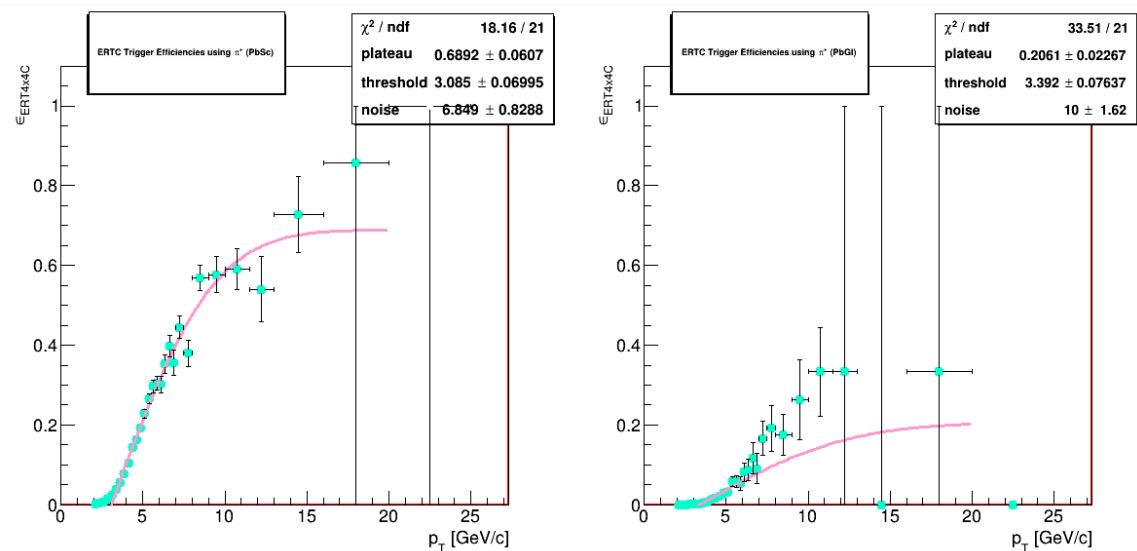 ERTC Trigger Efficiencies using π⁺ (PbSc)
χ² / ndf 18.16 / 21
plateau 0.6892 ± 0.0607
threshold 3.085 ± 0.06995
noise 6.849 ± 0.8288
ϵERT4x4C
1
0.8
0.6
0.4
0.2
0
0 5 10 15 20 25
pT [GeV/c]
ERTC Trigger Efficiencies using π⁺ (PbGl)
χ² / ndf 33.51 / 21
plateau 0.2061 ± 0.02267
threshold 3.392 ± 0.07637
noise 10 ± 1.62
ϵERT4x4C
1
0.8
0.6
0.4
0.2
0
0 5 10 15 20 25
pT [GeV/c]